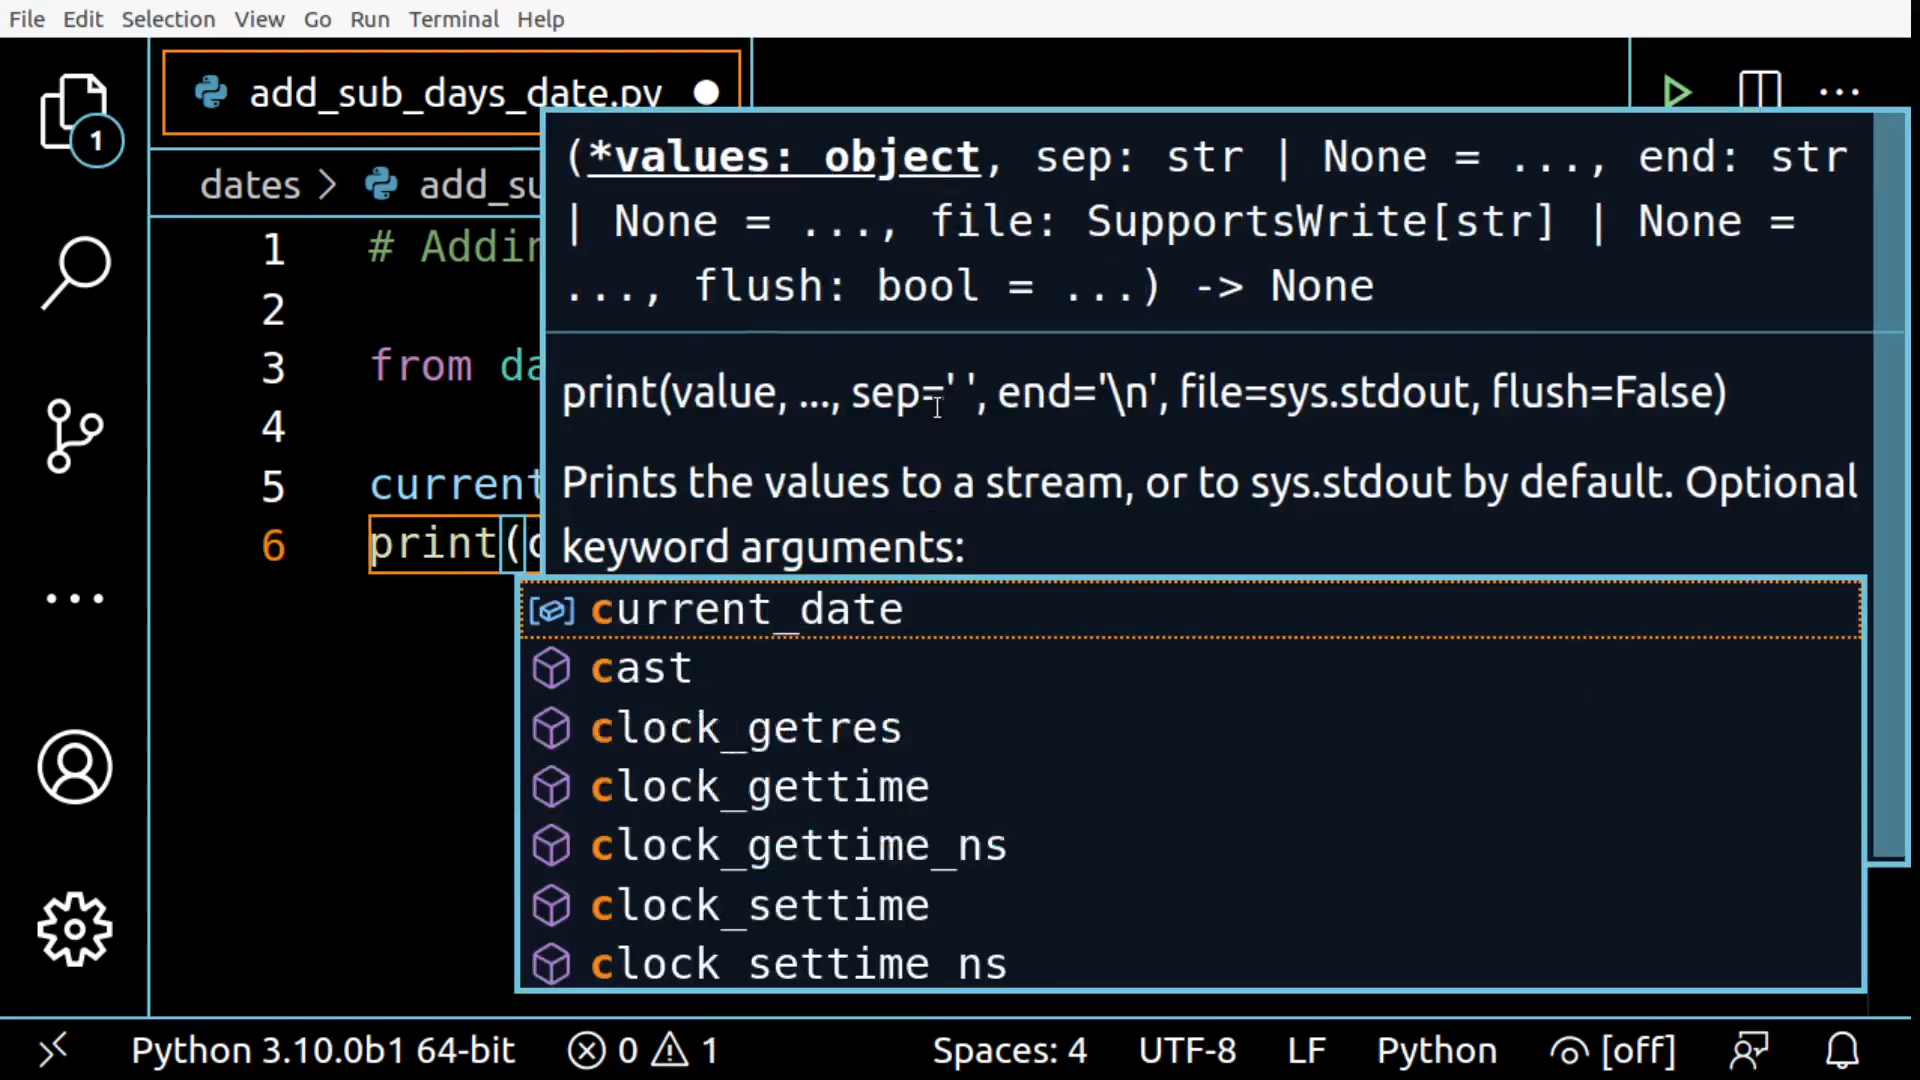 File Edit Selection View Go Run Terminal Help
add_sub_days_date.py
1
dates > add_su
(*values: object, sep: str | None = ..., end: str
| None = ..., file: SupportsWrite[str] | None =
..., flush: bool = ...) -> None
print(value, ..., sep=' ', end='\n', file=sys.stdout, flush=False)
Prints the values to a stream, or to sys.stdout by default. Optional
keyword arguments:
1 # Addin
2
3 from da
4
5 current
6 print(c
current_date
cast
clock_getres
clock_gettime
clock_gettime_ns
clock_settime
clock_settime_ns
Python 3.10.0b1 64-bit 0 1 Spaces: 4 UTF-8 LF Python [off]